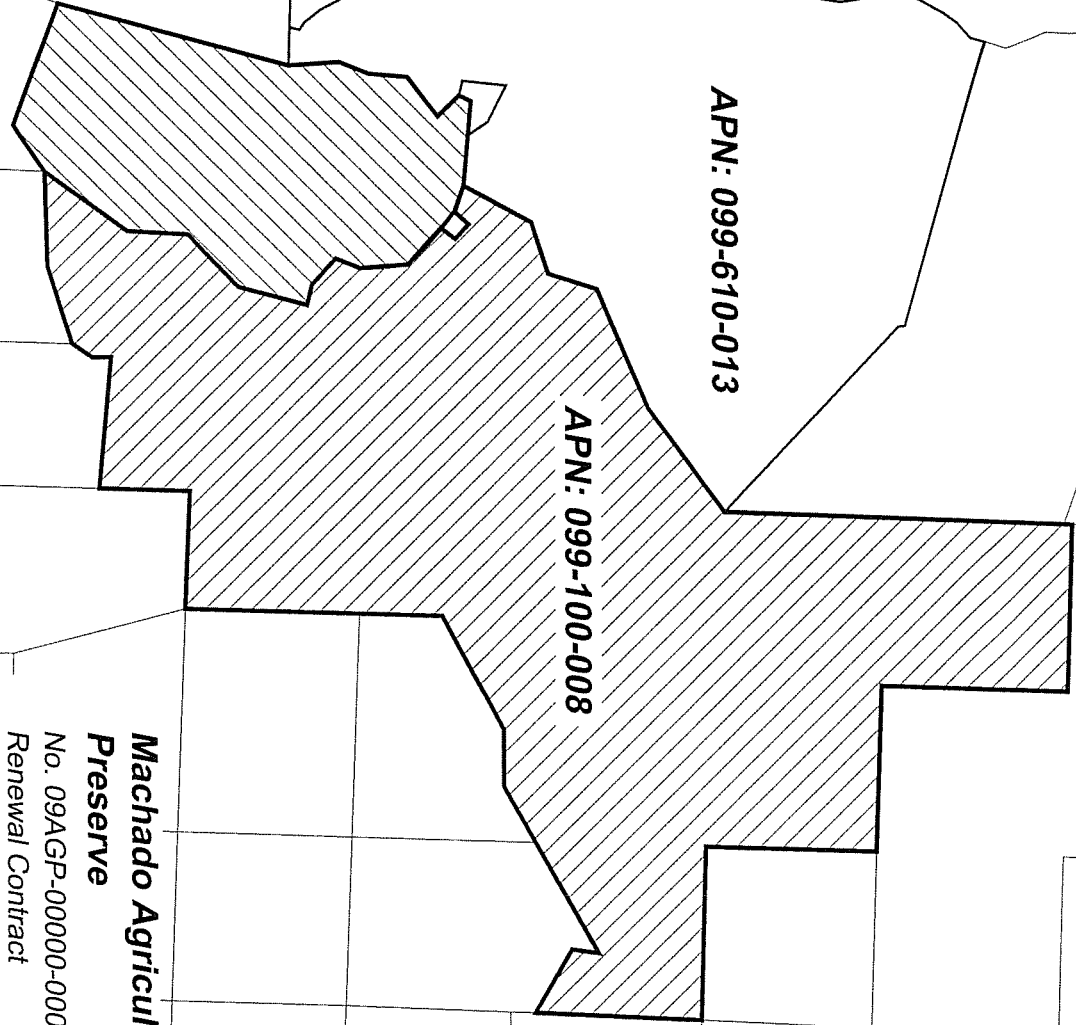 APN: 099-610-013
APN: 099-100-008
Machado Agricul
Preserve
No. 09AGP-00000-000
Renewal Contract